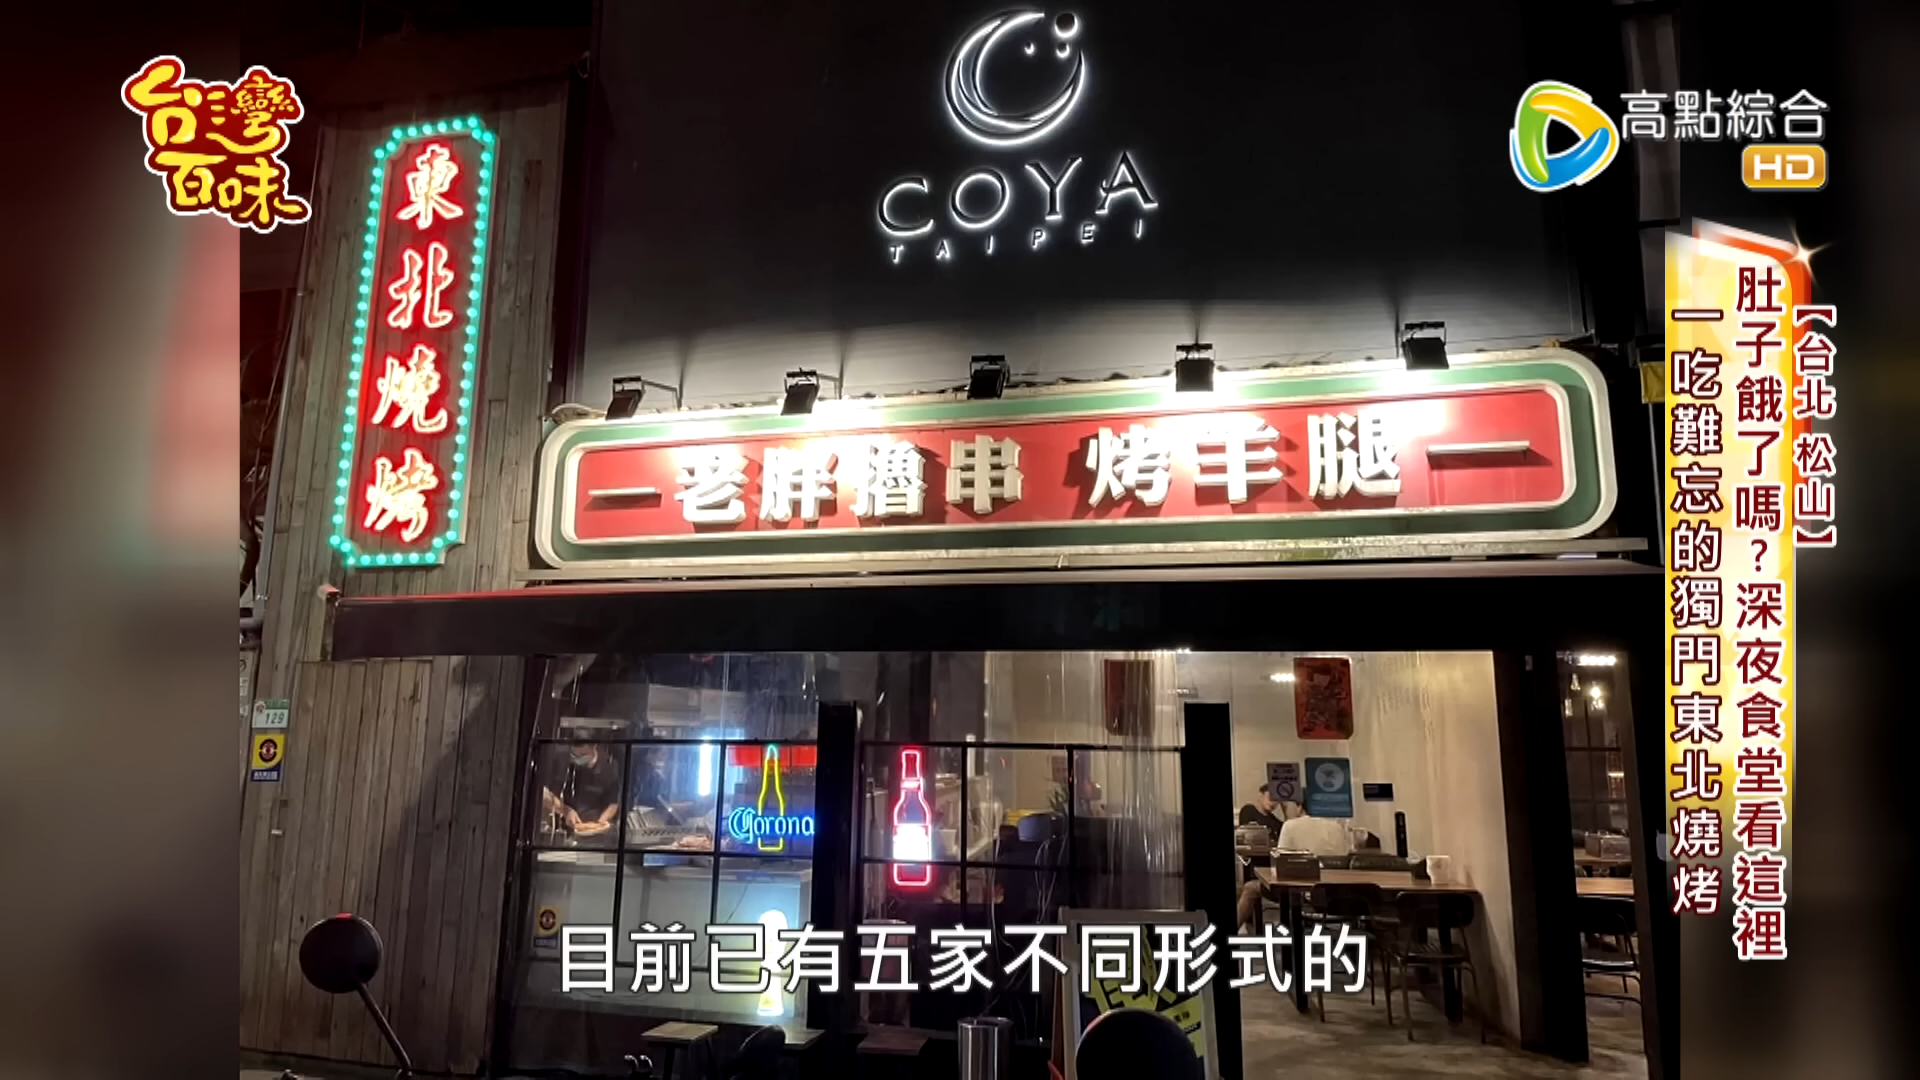 台灣百味
高點綜合
HD
COYA
TAIPEI
東北燒烤
老胖擼串 烤羊腿
【台北 松山】
肚子餓了嗎?深夜食堂看這裡
一吃難忘的獨門東北燒烤
129
Corona
目前已有五家不同形式的